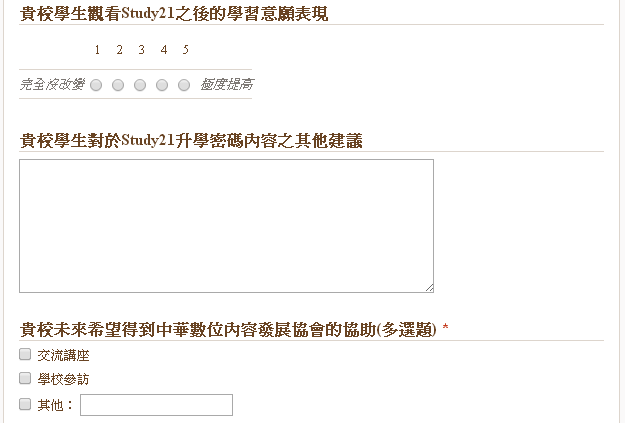 貴校學生觀看Study21之後的學習意願表現
1 2 3 4 5
完全沒改變 極度提高
貴校學生對於Study21升學密碼內容之其他建議
貴校未來希望得到中華數位內容發展協會的協助(多選題) *
交流講座
學校參訪
其他：